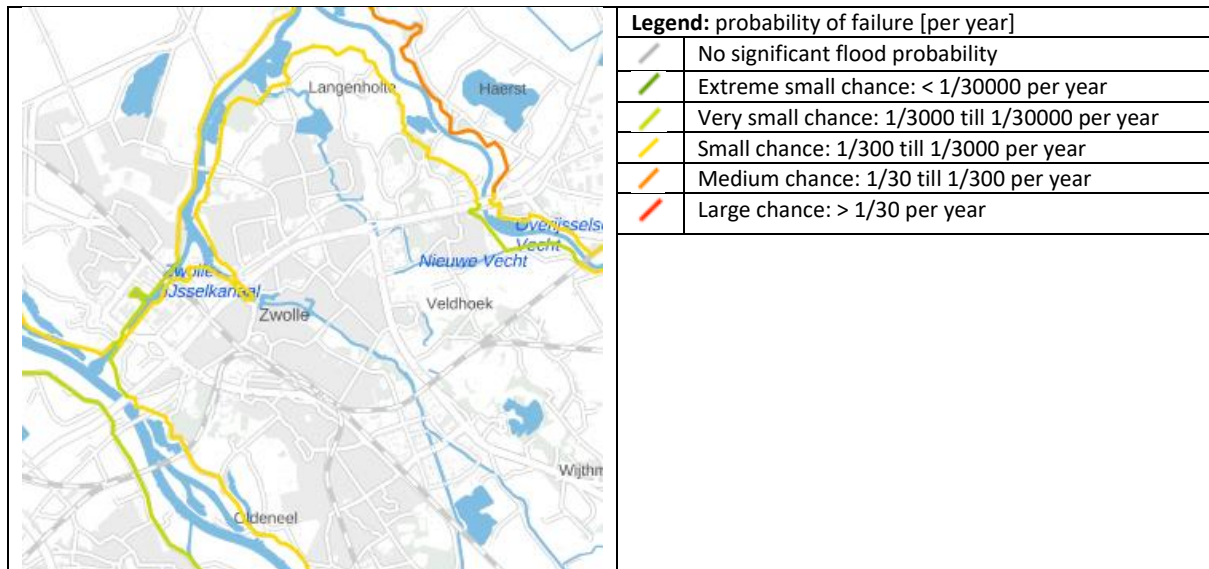 Legend: probability of failure [per year]
No significant flood probability
Extreme small chance: < 1/30000 per year
Very small chance: 1/3000 till 1/30000 per year
Small chance: 1/300 till 1/3000 per year
Medium chance: 1/30 till 1/300 per year
Large chance: > 1/30 per year
Langenholte
Haerst
Overijsselse
Vecht
Nieuwe Vecht
Zwolle-
IJsselkanaal
Veldhoek
Zwolle
Wijthm
Oldeneel